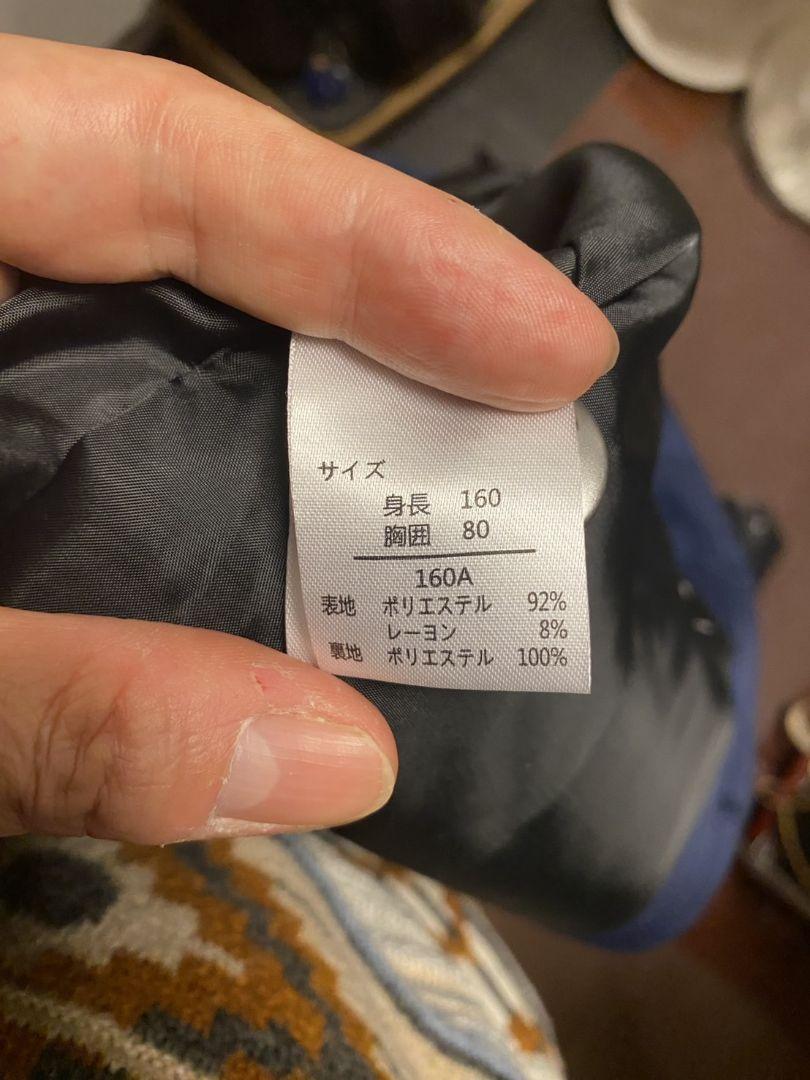 サイズ
身長 160
胸囲 80
160A
表地 ポリエステル 92%
レーヨン 8%
裏地 ポリエステル 100%